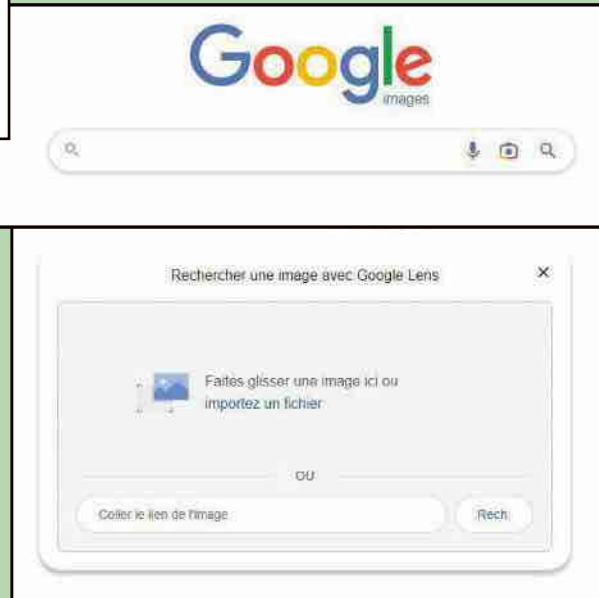 Google
images
Rechercher une image avec Google Lens
Faites glisser une image ici ou
importez un fichier
OU
Coller le lien de l'image
Rech.